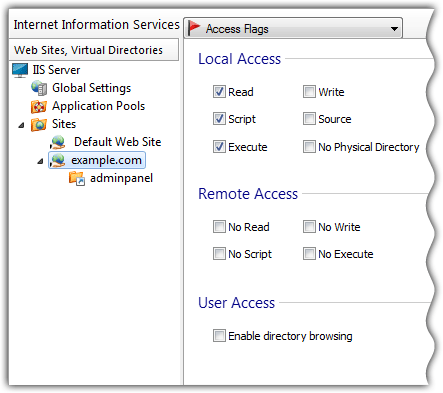 Internet Information Services
Access Flags
Web Sites, Virtual Directories
IIS Server
Global Settings
Application Pools
Sites
Default Web Site
example.com
adminpanel
Local Access
Read Write
Script Source
Execute No Physical Directory
Remote Access
No Read No Write
No Script No Execute
User Access
Enable directory browsing